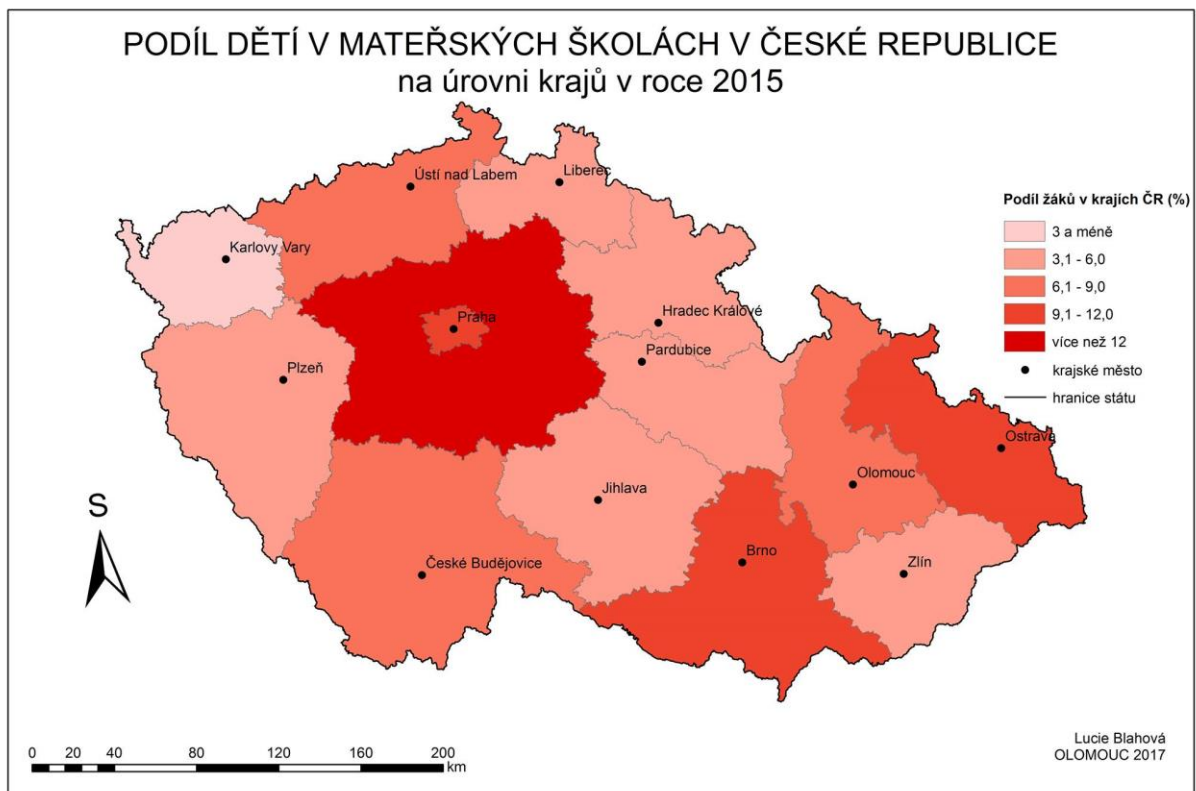 PODÍL DĚTÍ V MATEŘSKÝCH ŠKOLÁCH V ČESKÉ REPUBLICE
na úrovni krajů v roce 2015
Ústí nad Labem
Liberec
Karlovy Vary
Praha
Hradec Králové
Pardubice
Plzeň
Ostrava
Olomouc
Jihlava
Brno
Zlín
České Budějovice
Podíl žáků v krajích ČR (%)
3 a méně
3,1 - 6,0
6,1 - 9,0
9,1 - 12,0
více než 12
krajské město
hranice státu
S
0 20 40 80 120 160 200
km
Lucie Blahová
OLOMOUC 2017